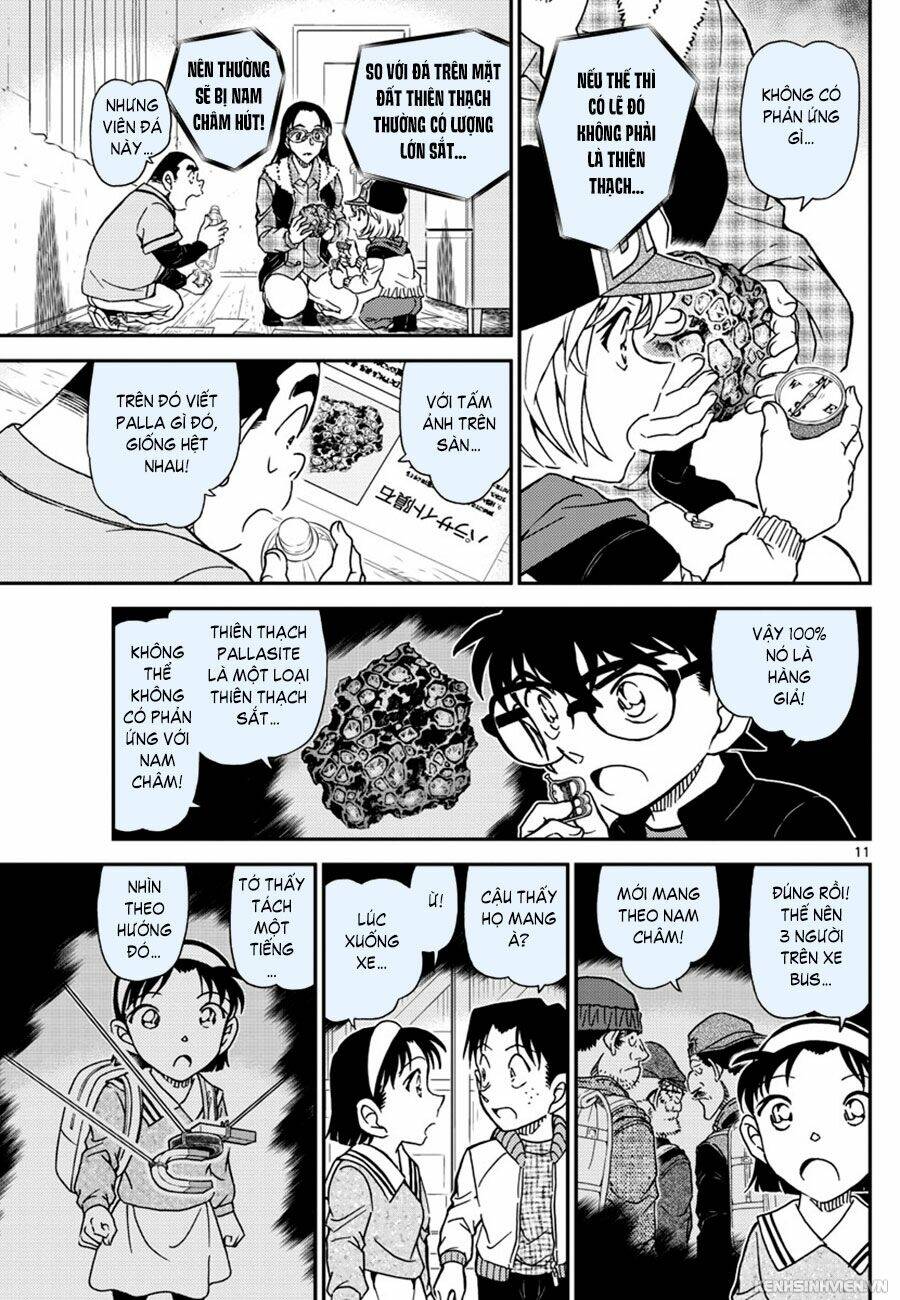 KHÔNG CÓ
PHẢN ỨNG
GÌ...
NẾU THẾ THÌ
CÓ LẼ ĐÓ
KHÔNG PHẢI
LÀ THIÊN
THẠCH...
SO VỚI ĐÁ TRÊN MẶT
ĐẤT THIÊN THẠCH
THƯỜNG CÓ LƯỢNG
LỚN SẮT...
NÊN THƯỜNG
SẼ BỊ NAM
CHÂM HÚT!
NHƯNG
VIÊN ĐÁ
NÀY...
VỚI TẤM
ẢNH TRÊN
SÀN...
TRÊN ĐÓ VIẾT
PALLA GÌ ĐÓ,
GIỐNG HỆT
NHAU!
パラサイト隕石
VẬY 100%
NÓ LÀ
HÀNG
GIẢ!
THIÊN THẠCH
PALLASITE
LÀ MỘT LOẠI
THIÊN THẠCH
SẮT...
KHÔNG
THỂ
KHÔNG
CÓ PHẢN
ỨNG VỚI
NAM
CHÂM!
11
ĐÚNG RỒI!
THẾ NÊN
3 NGƯỜI
TRÊN XE
BUS...
MỚI MANG
THEO NAM
CHÂM!
CẬU THẤY
HỌ MANG
À?
Ừ!
LÚC
XUỐNG
XE...
TỚ THẤY
TÁCH
MỘT
TIẾNG
...
NHÌN
THEO
HƯỚNG
ĐÓ...
KENHSINHVIEN.VN